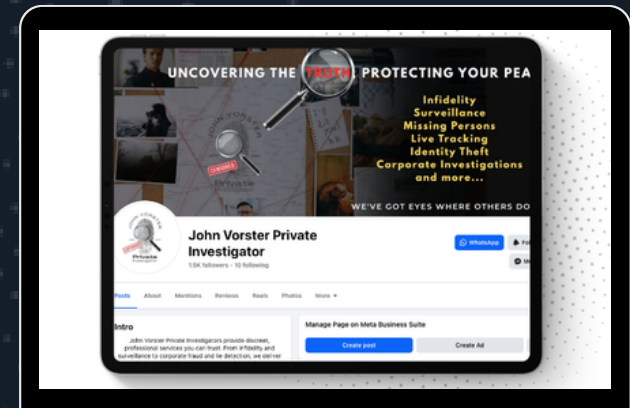 UNCOVERING THE TRUTH. PROTECTING YOUR PEA
Infidelity
Surveillance
Missing Persons
Live Tracking
Identity Theft
Corporate Investigations
and more...
JOHN VORSTER
Private
WE'VE GOT EYES WHERE OTHERS DO
John Vorster Private
Investigator
1.5K followers • 10 following
WhatsApp
Posts About Mentions Reviews Reels Photos More
Intro
John Vorster Private Investigators provide discreet,
professional services you can trust. From infidelity and
surveillance to corporate fraud and lie detection, we deliver
Manage Page on Meta Business Suite
Create post
Create Ad